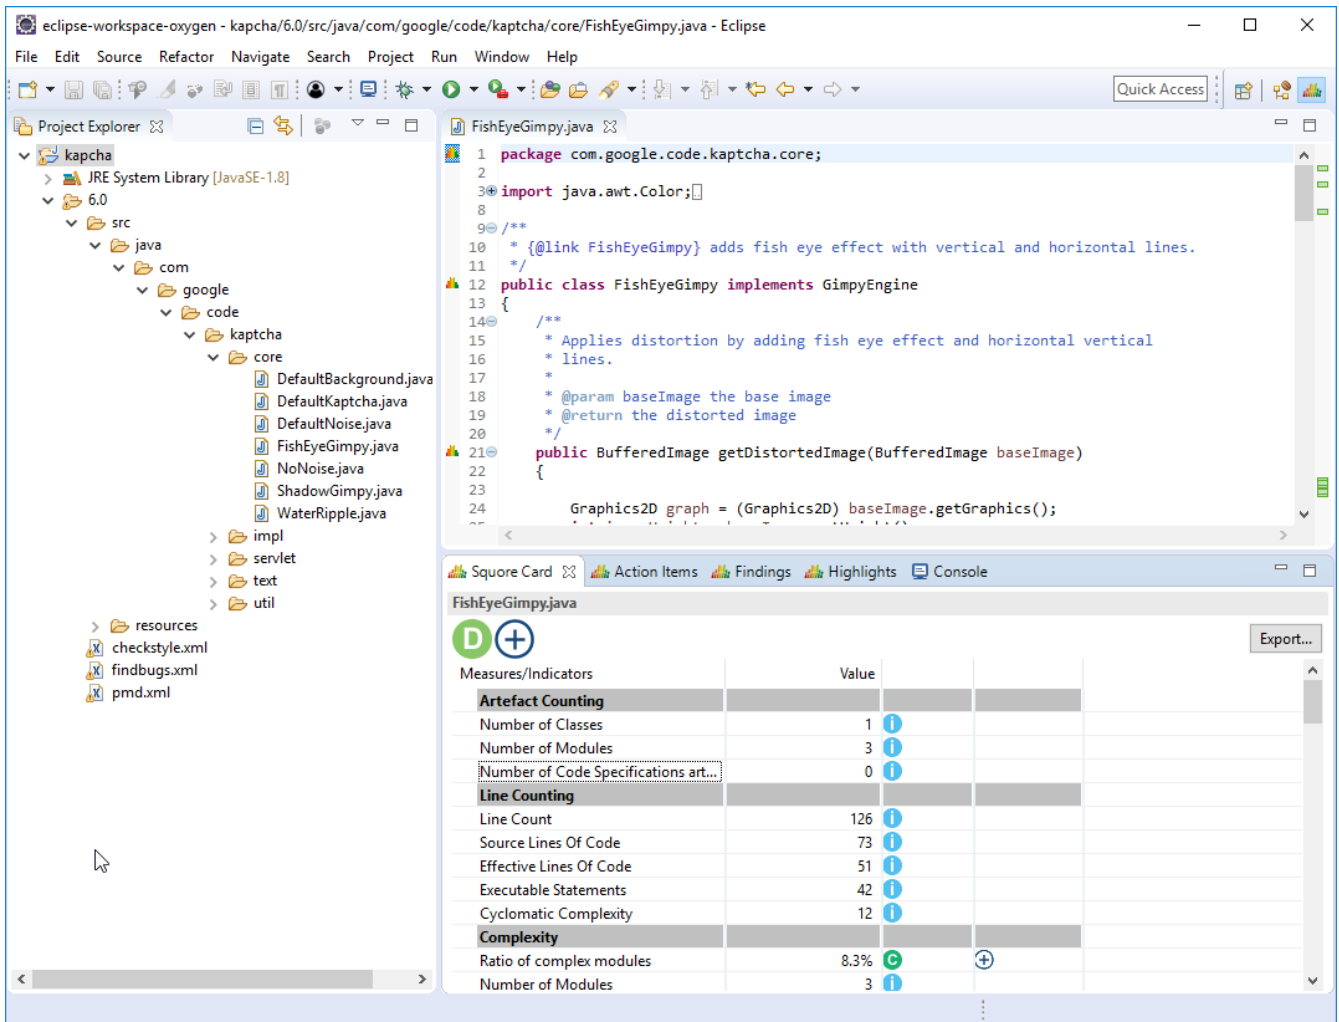 eclipse-workspace-oxygen - kapcha/6.0/src/java/com/google/code/kaptcha/core/FishEyeGimpy.java - Eclipse
File Edit Source Refactor Navigate Search Project Run Window Help
Quick Access
Project Explorer
kapcha
JRE System Library [JavaSE-1.8]
6.0
src
java
com
google
code
kaptcha
core
DefaultBackground.java
DefaultKaptcha.java
DefaultNoise.java
FishEyeGimpy.java
NoNoise.java
ShadowGimpy.java
WaterRipple.java
impl
servlet
text
util
resources
checkstyle.xml
findbugs.xml
pmd.xml
FishEyeGimpy.java
1 package com.google.code.kaptcha.core;
2
3 import java.awt.Color;
8
9 /**
10 * {@link FishEyeGimpy} adds fish eye effect with vertical and horizontal lines.
11 */
12 public class FishEyeGimpy implements GimpyEngine
13 {
14 /**
15 * Applies distortion by adding fish eye effect and horizontal vertical
16 * lines.
17 *
18 * @param baseImage the base image
19 * @return the distorted image
20 */
21 public BufferedImage getDistortedImage(BufferedImage baseImage)
22 {
23
24 Graphics2D graph = (Graphics2D) baseImage.getGraphics();
Squore Card Action Items Findings Highlights Console
FishEyeGimpy.java
D
Export...
Measures/Indicators Value
Artefact Counting
Number of Classes 1
Number of Modules 3
Number of Code Specifications art... 0
Line Counting
Line Count 126
Source Lines Of Code 73
Effective Lines Of Code 51
Executable Statements 42
Cyclomatic Complexity 12
Complexity
Ratio of complex modules 8.3% C
Number of Modules 3